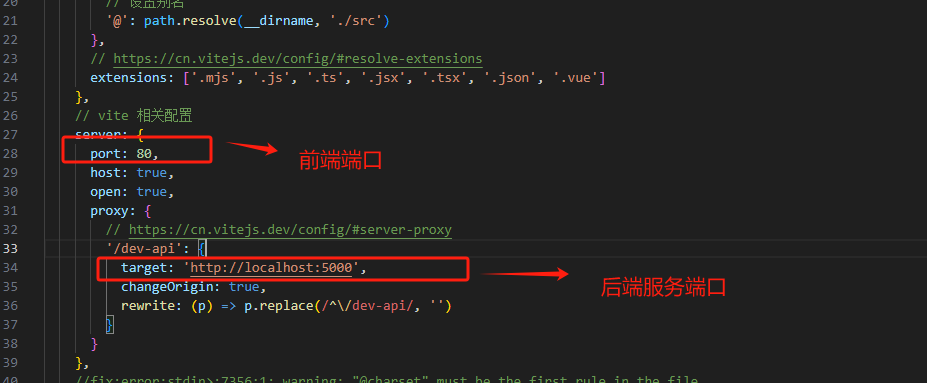 20 // 设置别名
21 '@': path.resolve(__dirname, './src')
22 },
23 // https://cn.vitejs.dev/config/#resolve-extensions
24 extensions: ['.mjs', '.js', '.ts', '.jsx', '.tsx', '.json', '.vue']
25 },
26 // vite 相关配置
27 server: {
28 port: 80,
前端端口
29 host: true,
30 open: true,
31 proxy: {
32 // https://cn.vitejs.dev/config/#server-proxy
33 '/dev-api': {
34 target: 'http://localhost:5000',
后端服务端口
35 changeOrigin: true,
36 rewrite: (p) => p.replace(/^\/dev-api/, '')
37 }
38 }
39 },
40 //fix:error:stdin>:7356:1: warning: "@charset" must be the first rule in the file